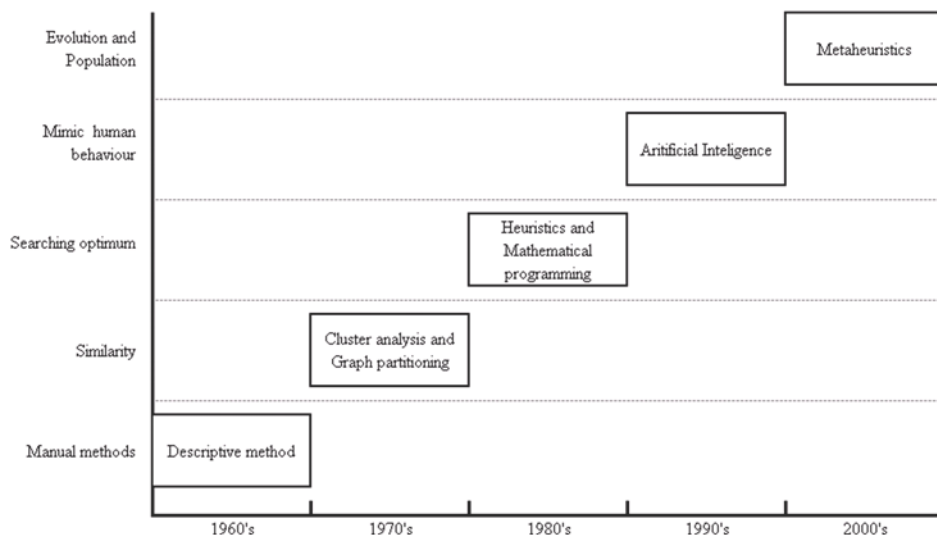 Evolution and
Population
Metaheuristics
Mimic human
behaviour
Aritificial Inteligence
Searching optimum
Heuristics and
Mathematical
programming
Similarity
Cluster analysis and
Graph partitioning
Manual methods
Descriptive method
1960's
1970's
1980's
1990's
2000's